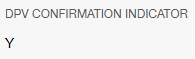 DPV CONFIRMATION INDICATOR
Y